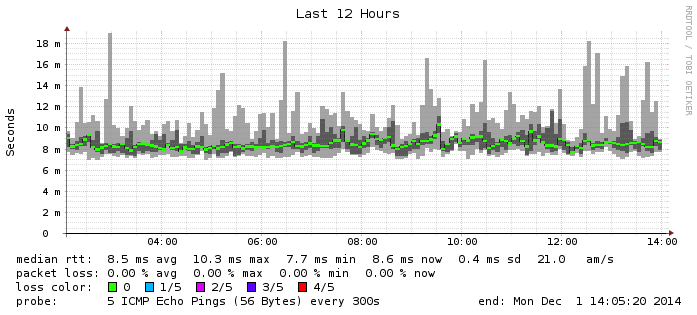 Last 12 Hours
RRDTOOL / TOBI OETIKER
Seconds
18 m
16 m
14 m
12 m
10 m
8 m
6 m
4 m
2 m
0
04:00 06:00 08:00 10:00 12:00 14:00
median rtt: 8.5 ms avg 10.3 ms max 7.7 ms min 8.6 ms now 0.4 ms sd 21.0 am/s
packet loss: 0.00 % avg 0.00 % max 0.00 % min 0.00 % now
loss color: 0 1/5 2/5 3/5 4/5
probe: 5 ICMP Echo Pings (56 Bytes) every 300s end: Mon Dec 1 14:05:20 2014